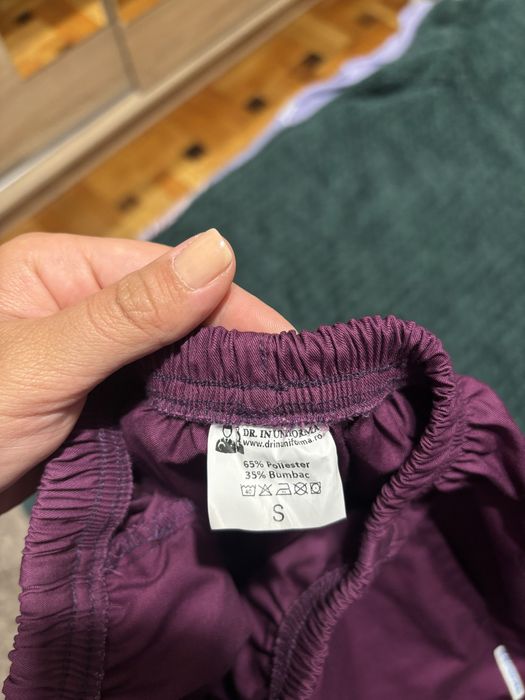 DR. IN UNIFORMA
www.drinuniforma.ro
65% Poliester
35% Bumbac
S